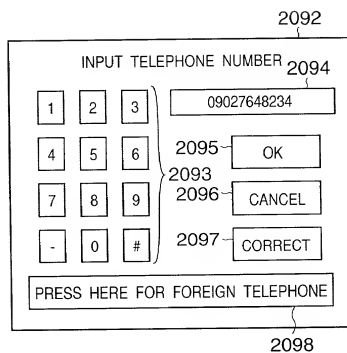 2092
INPUT TELEPHONE NUMBER
2094
1 2 3
09027648234
4 5 6
2095
OK
2093
2096
7 8 9
CANCEL
2097
- 0 #
CORRECT
PRESS HERE FOR FOREIGN TELEPHONE
2098